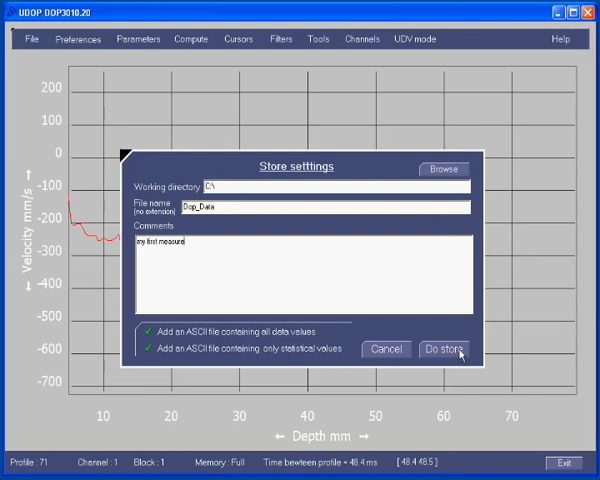 UDOP DOP3010.20
File Preferences Parameters Compute Cursors Filters Tools Channels UDV mode Help
Store setttings
Browse
Working directory C:\
File name Dop_Data
(no extension)
Comments
my first measure
Add an ASCII file containing all data values
Add an ASCII file containing only statistical values
Cancel Do store
Velocity mm/s
200
100
0
-100
-200
-300
-400
-500
-600
-700
10 20 30 40 50 60 70
Depth mm
Profile : 71 Channel : 1 Block : 1 Memory : Full Time bewteen profile = 48.4 ms [ 48.4 48.5 ] Exit